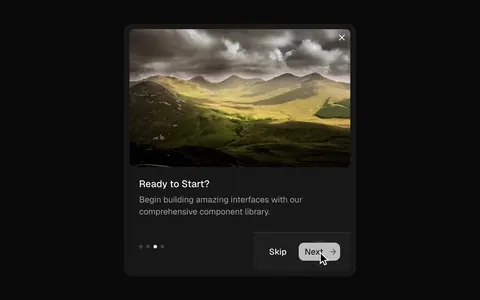 Ready to Start?
Begin building amazing interfaces with our
comprehensive component library.
Skip
Next